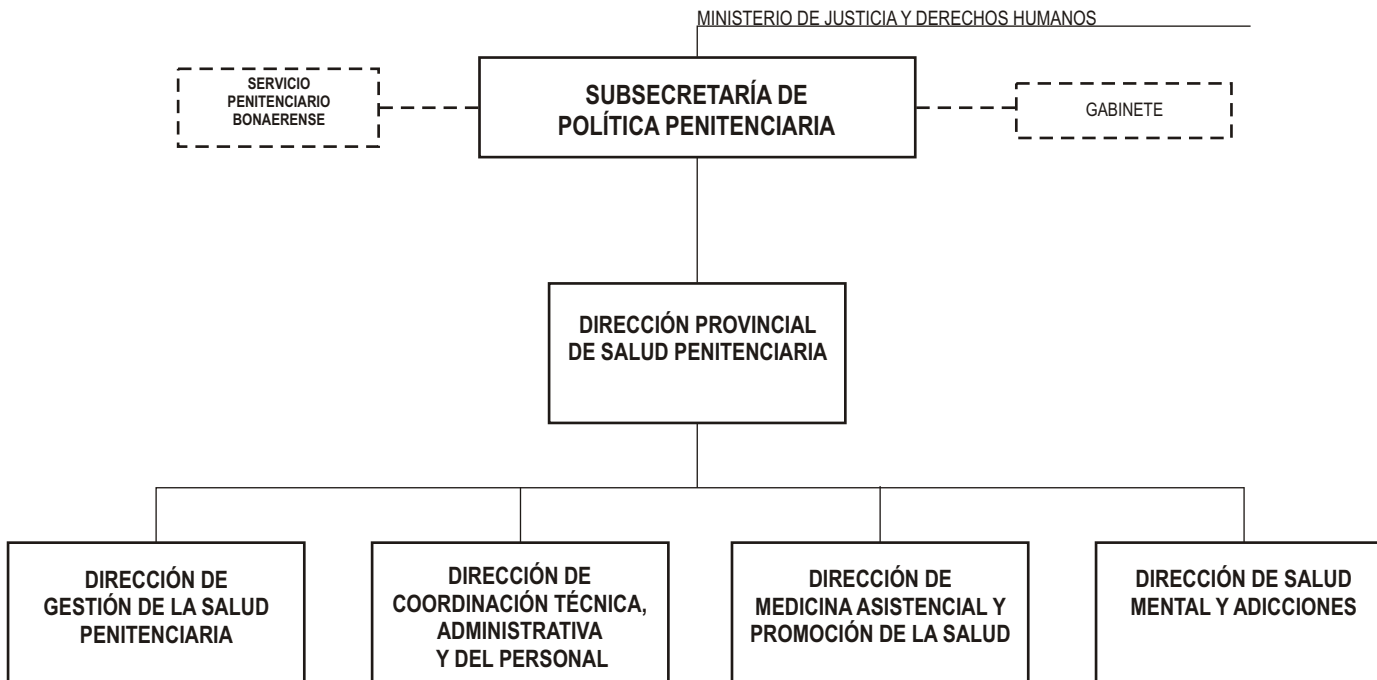 MINISTERIO DE JUSTICIA Y DERECHOS HUMANOS
SERVICIO
PENITENCIARIO
BONAERENSE
SUBSECRETARÍA DE
POLÍTICA PENITENCIARIA
GABINETE
DIRECCIÓN PROVINCIAL
DE SALUD PENITENCIARIA
DIRECCIÓN DE
GESTIÓN DE LA SALUD
PENITENCIARIA
DIRECCIÓN DE
COORDINACIÓN TÉCNICA,
ADMINISTRATIVA
Y DEL PERSONAL
DIRECCIÓN DE
MEDICINA ASISTENCIAL Y
PROMOCIÓN DE LA SALUD
DIRECCIÓN DE SALUD
MENTAL Y ADICCIONES